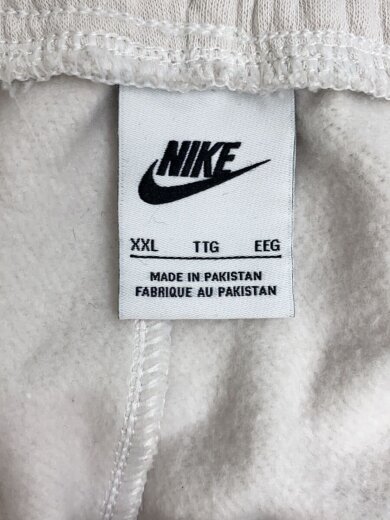 NIKE
XXL TTG EEG
MADE IN PAKISTAN
FABRIQUE AU PAKISTAN